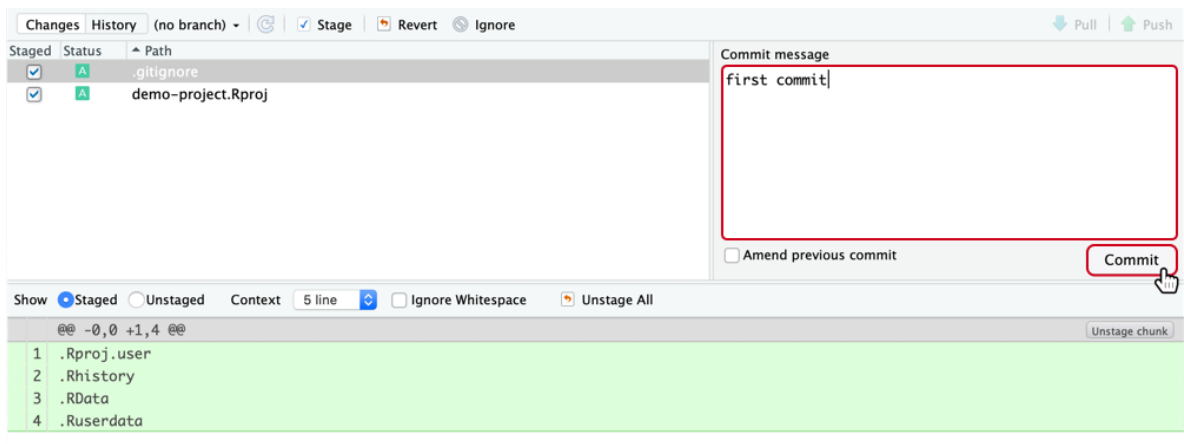 Changes History (no branch) Stage Revert Ignore Pull Push
Staged Status Path
A .gitignore
A demo-project.Rproj
Commit message
first commit
Amend previous commit Commit
Show Staged Unstaged Context 5 line Ignore Whitespace Unstage All
@@ -0,0 +1,4 @@ Unstage chunk
1 .Rproj.user
2 .Rhistory
3 .RData
4 .Ruserdata